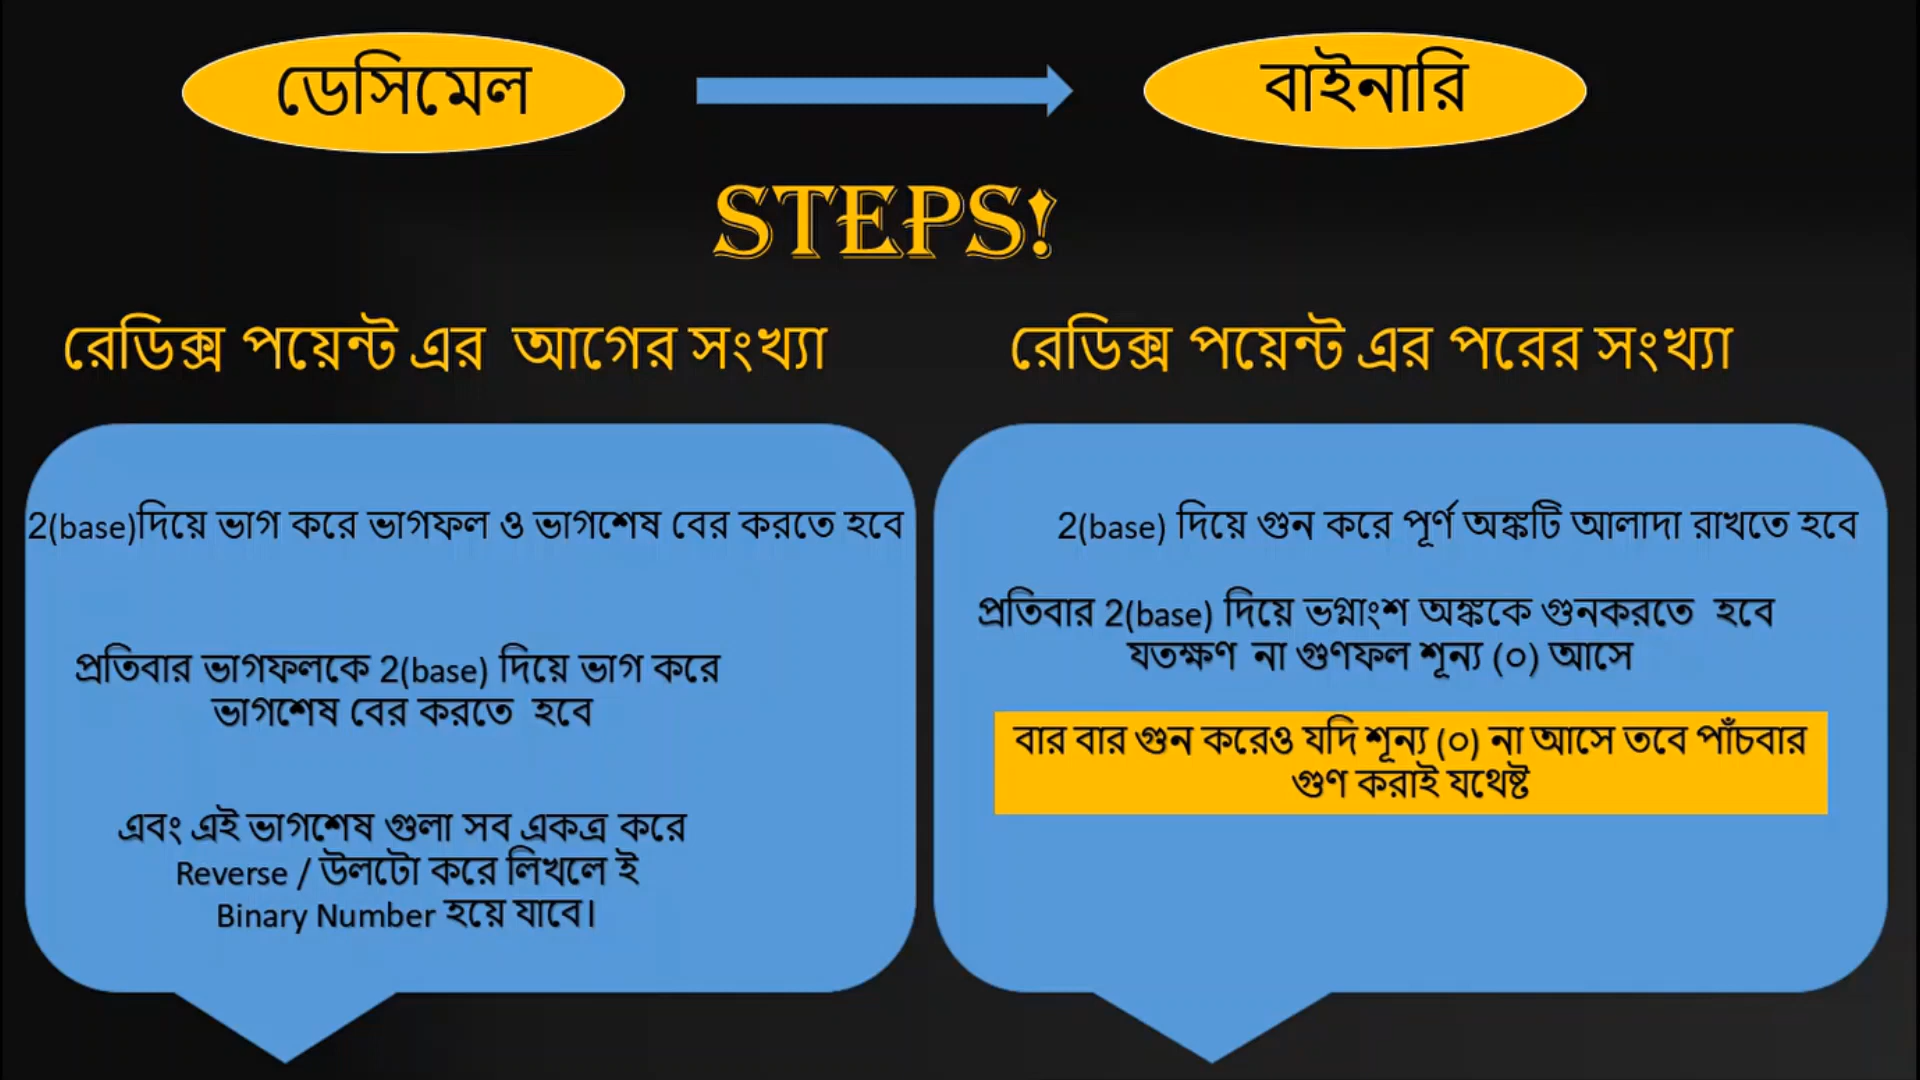 ডেসিমেল
বাইনারি
STEPS!
রেডিক্স পয়েন্ট এর আগের সংখ্যা
রেডিক্স পয়েন্ট এর পরের সংখ্যা
2(base)দিয়ে ভাগ করে ভাগফল ও ভাগশেষ বের করতে হবে
প্রতিবার ভাগফলকে 2(base) দিয়ে ভাগ করে
ভাগশেষ বের করতে হবে
এবং এই ভাগশেষ গুলা সব একত্র করে
Reverse / উলটো করে লিখলে ই
Binary Number হয়ে যাবে।
2(base) দিয়ে গুন করে পূর্ণ অঙ্কটি আলাদা রাখতে হবে
প্রতিবার 2(base) দিয়ে ভগ্নাংশ অঙ্ককে গুনকরতে হবে
যতক্ষণ না গুণফল শূন্য (০) আসে
বার বার গুন করেও যদি শূন্য (০) না আসে তবে পাঁচবার
গুণ করাই যথেষ্ট